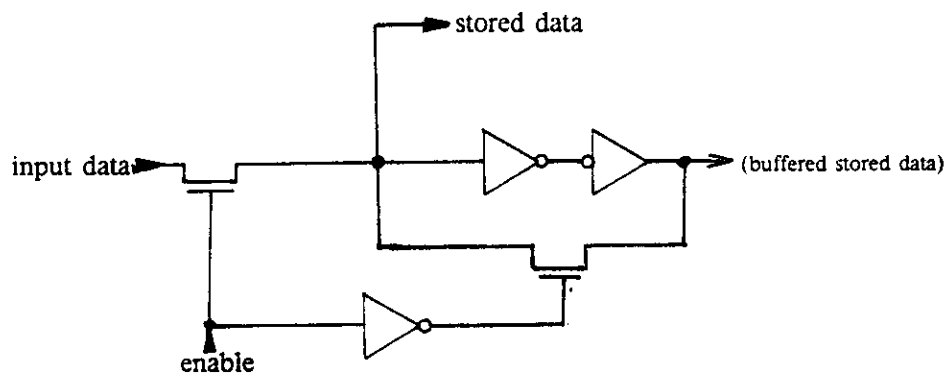 stored data
input data
(buffered stored data)
enable